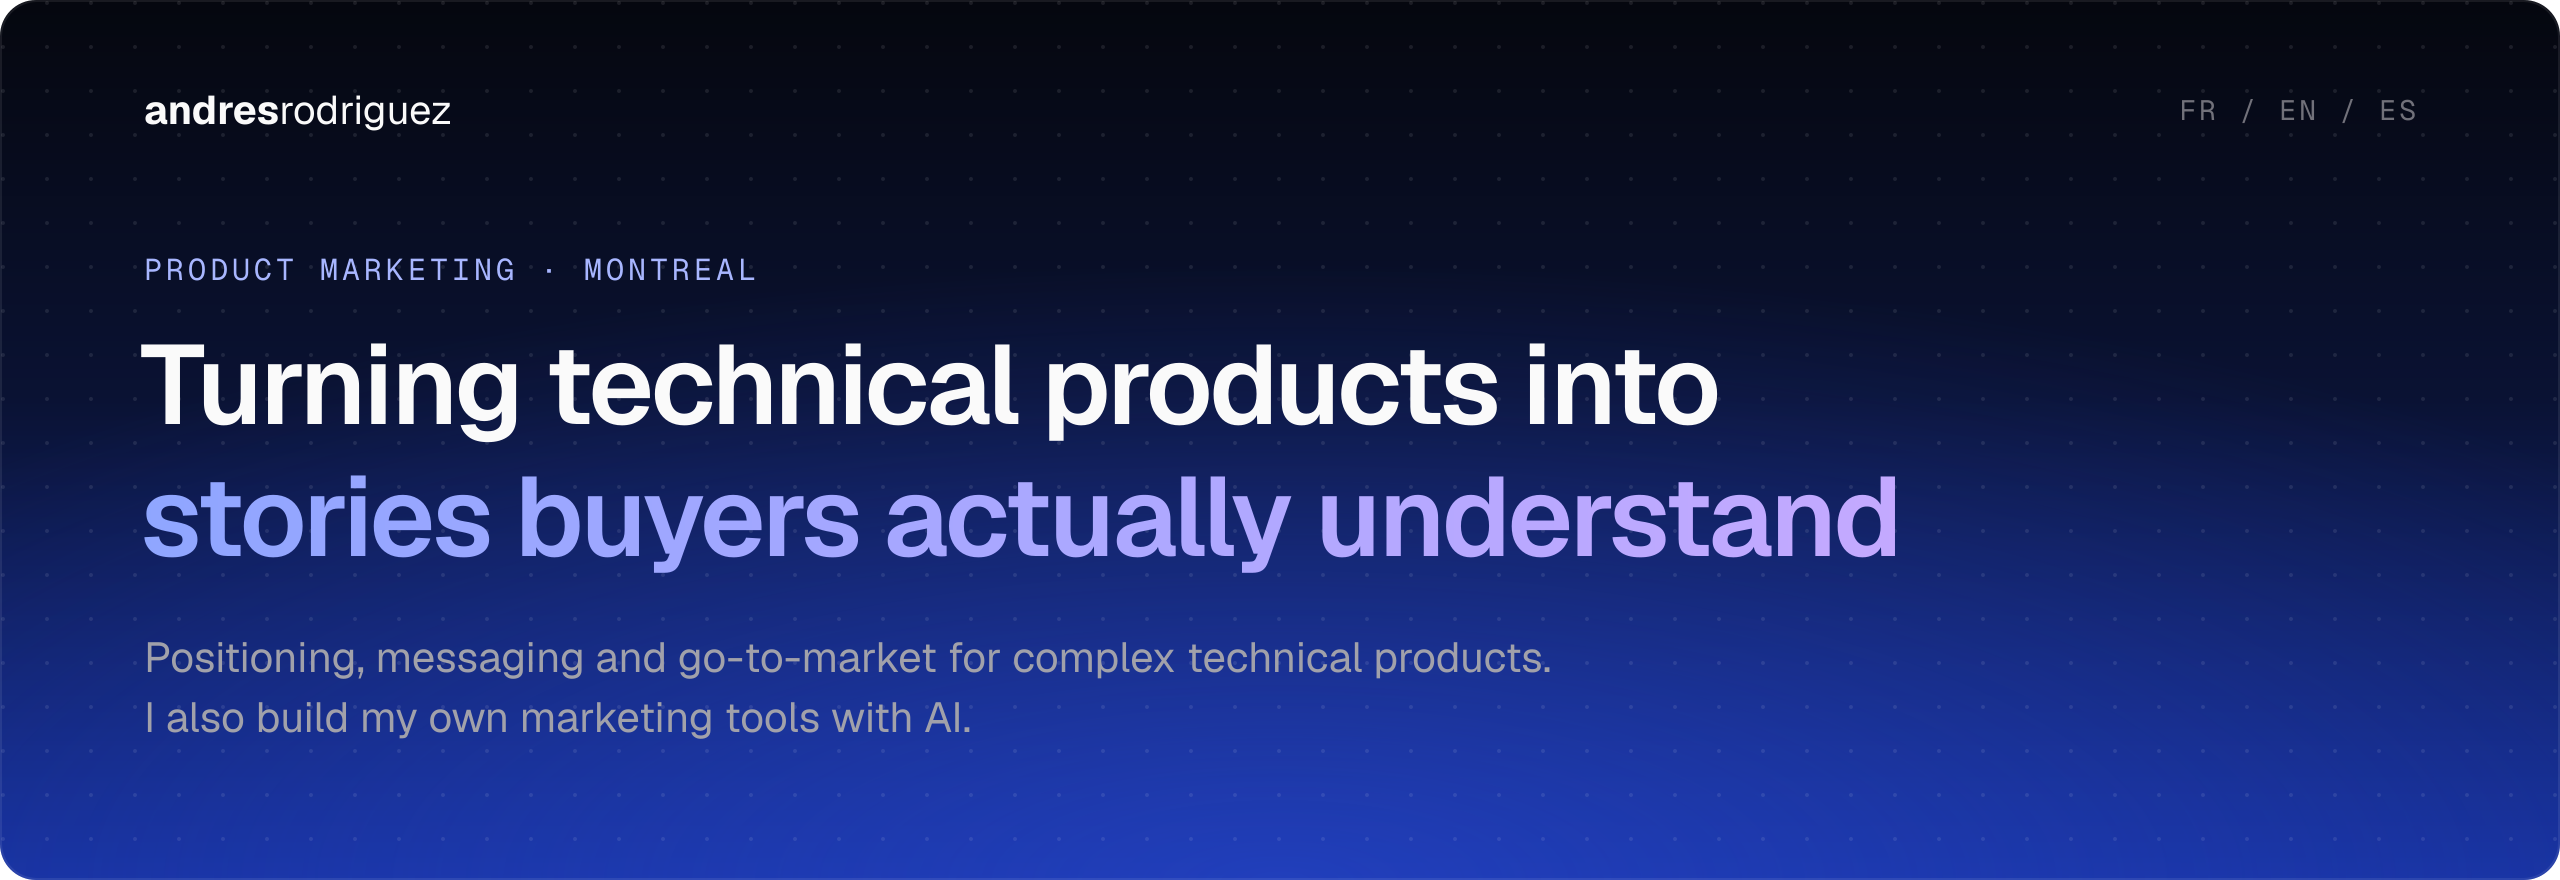 andresrodriguez
FR / EN / ES
PRODUCT MARKETING · MONTREAL
Turning technical products into
stories buyers actually understand
Positioning, messaging and go-to-market for complex technical products.
I also build my own marketing tools with AI.